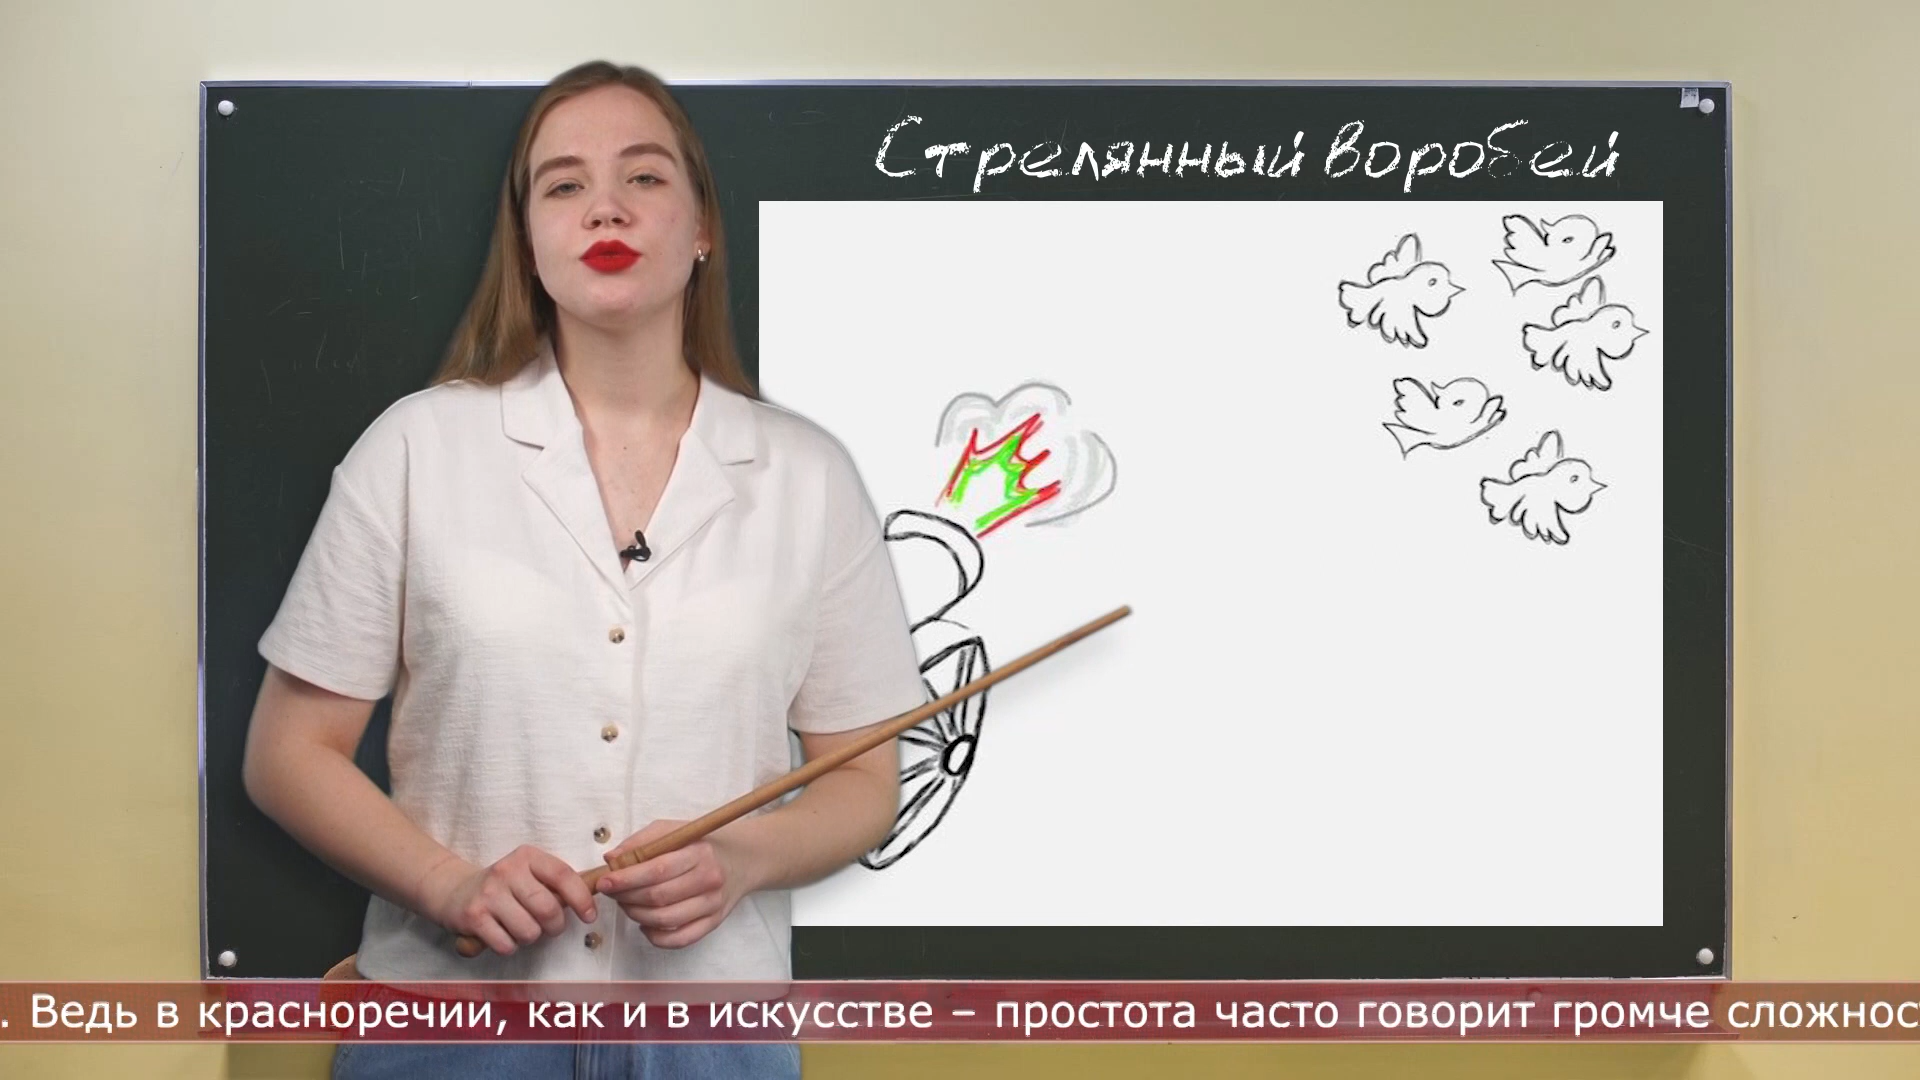 Стрелянный воробей
. Ведь в красноречии, как и в искусстве – простота часто говорит громче сложнос